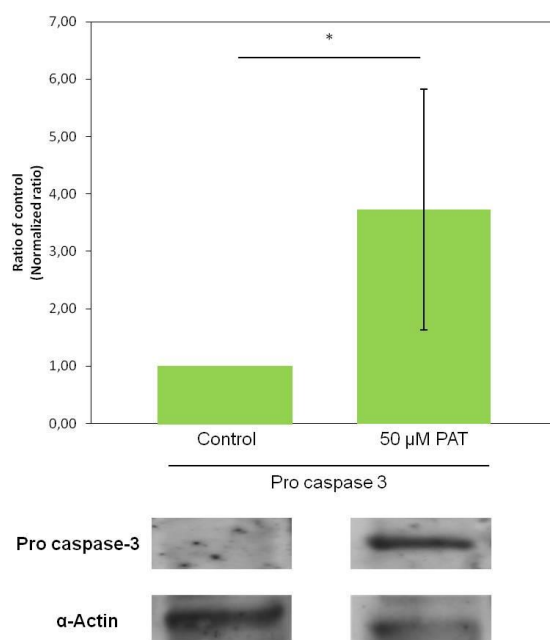 7,00
*
6,00
5,00
4,00
3,00
2,00
1,00
0,00
Ratio of control
(Normalized ratio)
Control
50 µM PAT
Pro caspase 3
Pro caspase-3
α-Actin